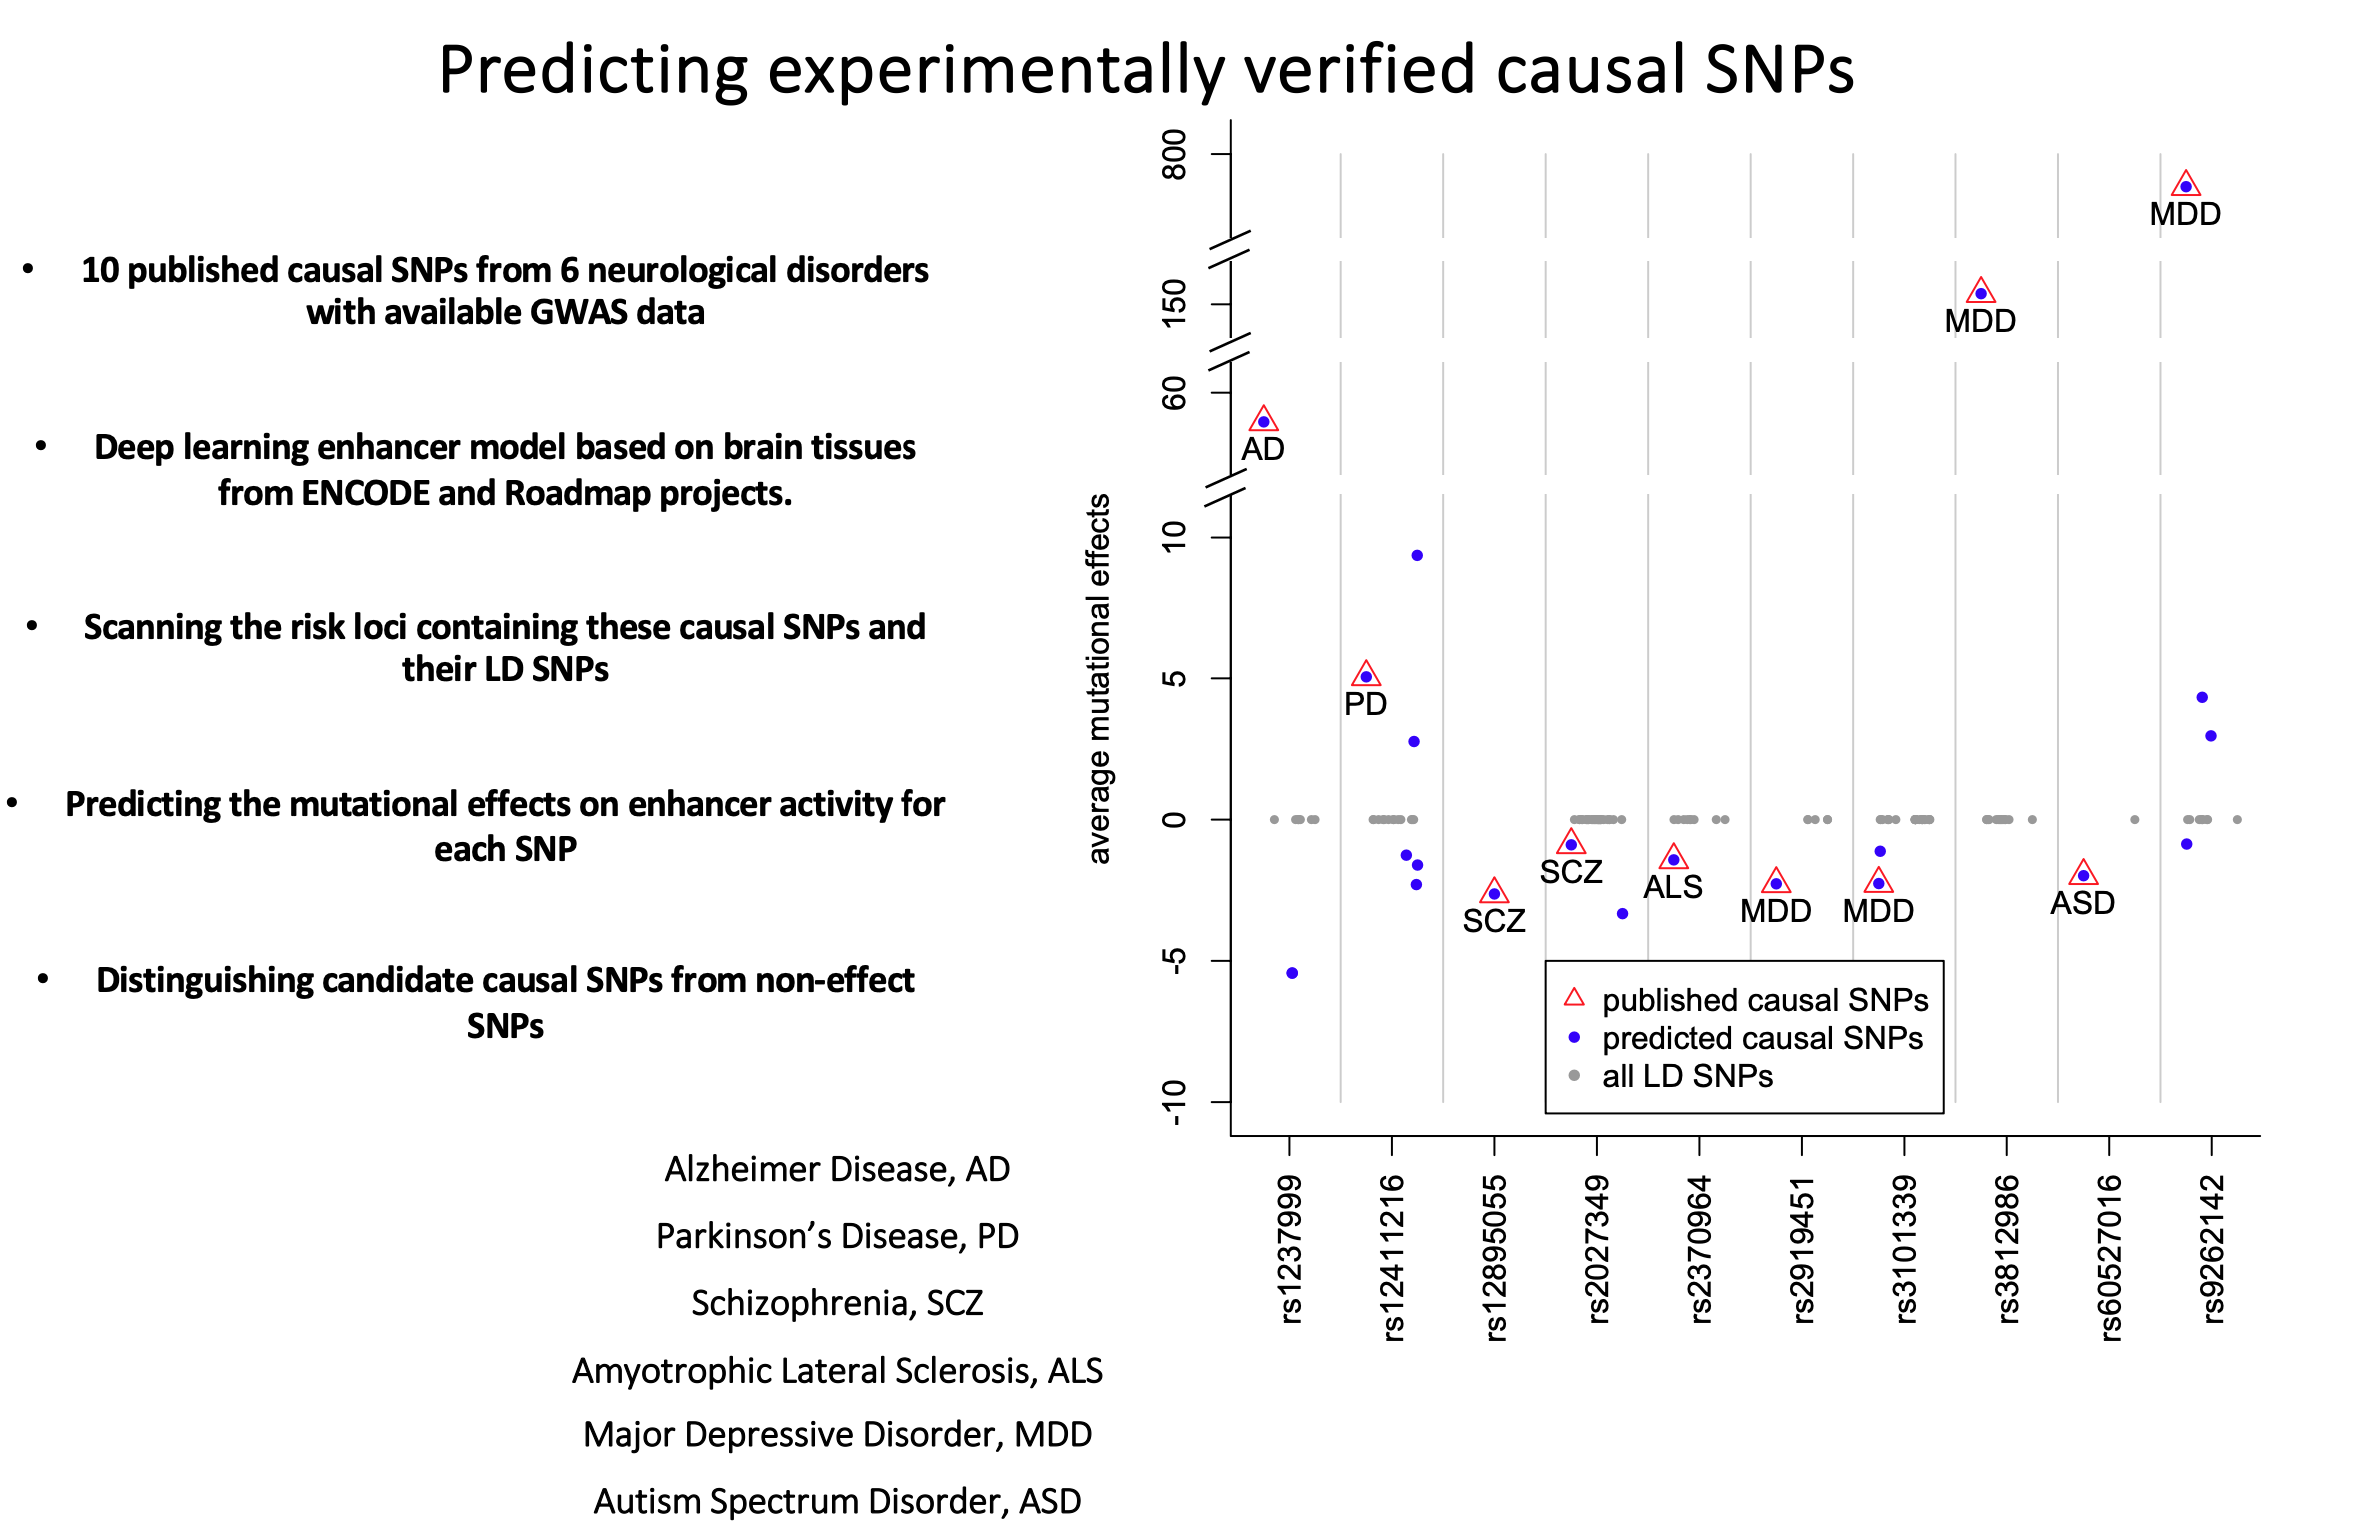 Predicting experimentally verified causal SNPs
• 10 published causal SNPs from 6 neurological disorders
with available GWAS data
• Deep learning enhancer model based on brain tissues
from ENCODE and Roadmap projects.
• Scanning the risk loci containing these causal SNPs and
their LD SNPs
• Predicting the mutational effects on enhancer activity for
each SNP
• Distinguishing candidate causal SNPs from non-effect
SNPs
Alzheimer Disease, AD
Parkinson’s Disease, PD
Schizophrenia, SCZ
Amyotrophic Lateral Sclerosis, ALS
Major Depressive Disorder, MDD
Autism Spectrum Disorder, ASD
average mutational effects
800
150
60
10
5
0
-5
-10
MDD
MDD
AD
PD
SCZ
SCZ
ALS
MDD
MDD
ASD
published causal SNPs
predicted causal SNPs
all LD SNPs
rs1237999
rs12411216
rs12895055
rs2027349
rs2370964
rs2919451
rs3101339
rs3812986
rs60527016
rs9262142